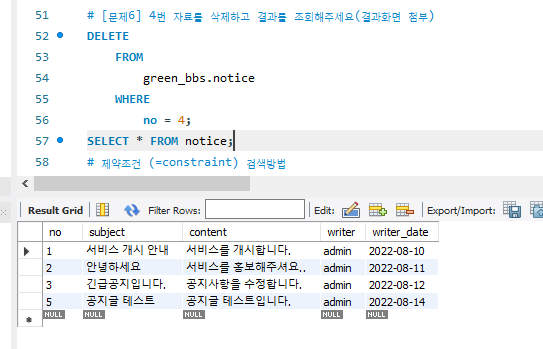 51 # [문제6] 4번 자료를 삭제하고 결과를 조회해주세요(결과화면 첨부)
52 DELETE
53 FROM
54 green_bbs.notice
55 WHERE
56 no = 4;
57 SELECT * FROM notice;
58 # 제약조건 (=constraint) 검색방법
Result Grid Filter Rows: Edit: Export/Import:
no subject content writer writer_date
1 서비스 개시 안내 서비스를 개시합니다. admin 2022-08-10
2 안녕하세요 서비스를 홍보해주셔요.. admin 2022-08-11
3 긴급공지입니다. 공지사항을 수정합니다. admin 2022-08-12
5 공지글 테스트 공지글 테스트입니다. admin 2022-08-14
NULL NULL NULL NULL NULL